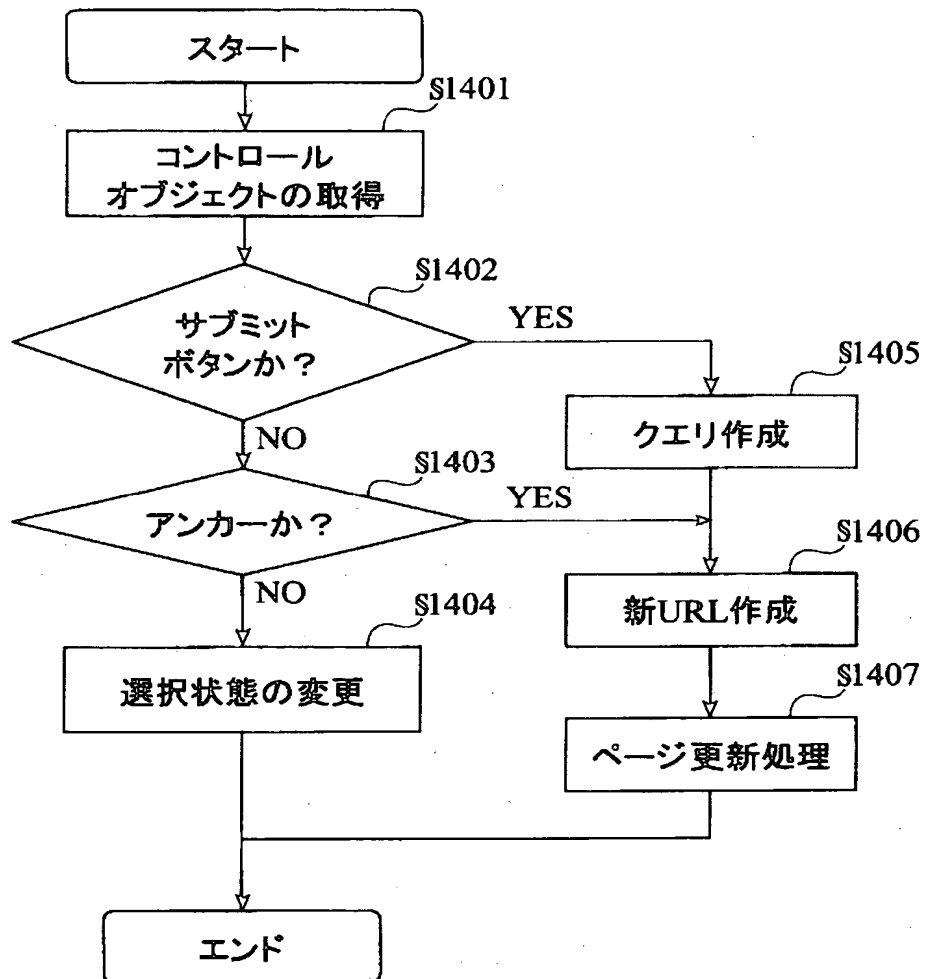 スタート
S1401
コントロール
オブジェクトの取得
S1402
サブミット
ボタンか？
YES
S1405
クエリ作成
NO
S1403
アンカーか？
YES
S1406
新URL作成
NO
S1404
選択状態の変更
S1407
ページ更新処理
エンド